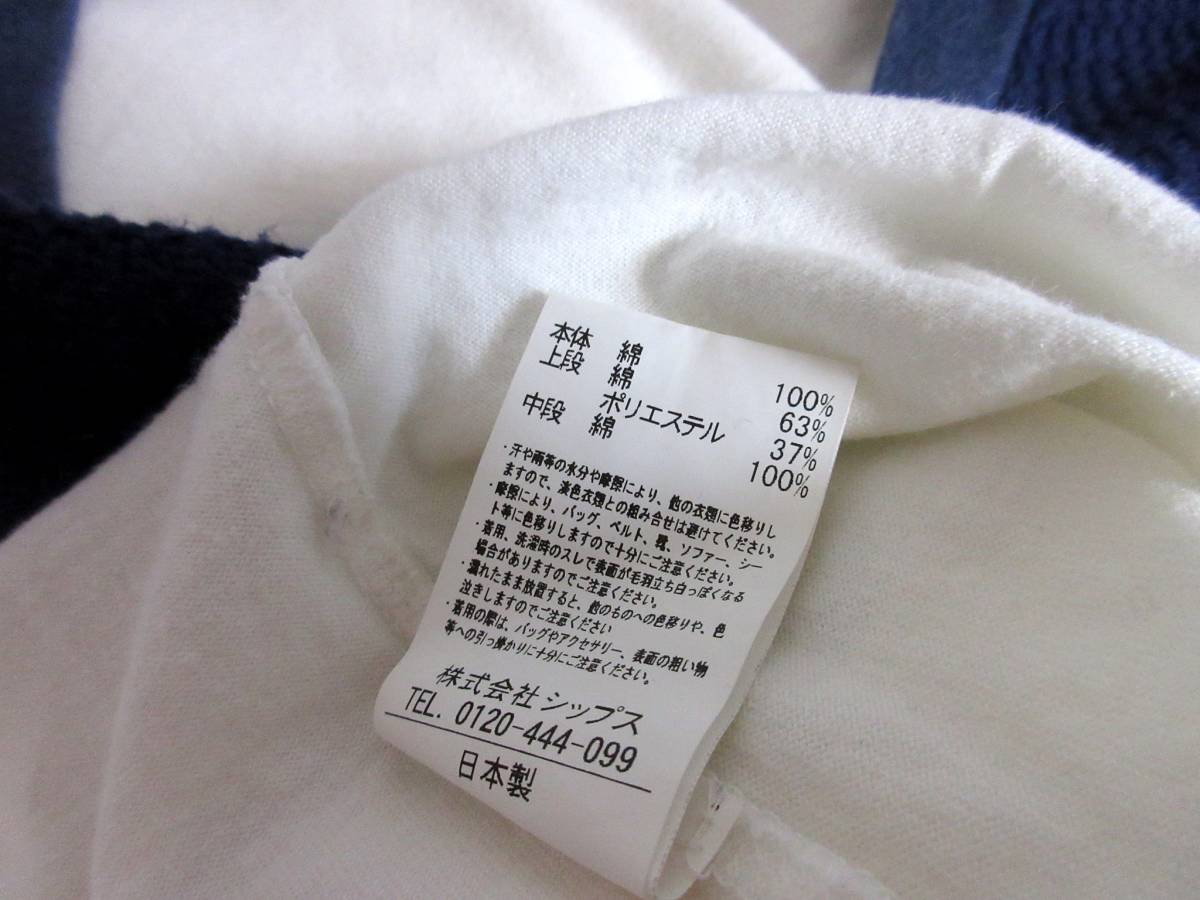 本体 綿 100%
上段 綿 63%
ポリエステル 37%
中段 綿 100%
・汗や雨等の水分や摩擦により、他の衣類に色移りし
ますので、淡色衣類との組み合せは避けてください。
・摩擦により、バッグ、ベルト、靴、ソファー、シー
ト等に色移りしますので十分にご注意ください。
・着用、洗濯時のスレで表面が毛羽立ち白っぽくなる
場合がありますのでご注意ください。
・濡れたまま放置すると、他のものへの色移りや、色
泣きしますのでご注意ください
・着用の際は、バッグやアクセサリー、表面の粗い物
等への引っ掛かりに十分にご注意ください。
株式会社シップス
TEL. 0120-444-099
日本製